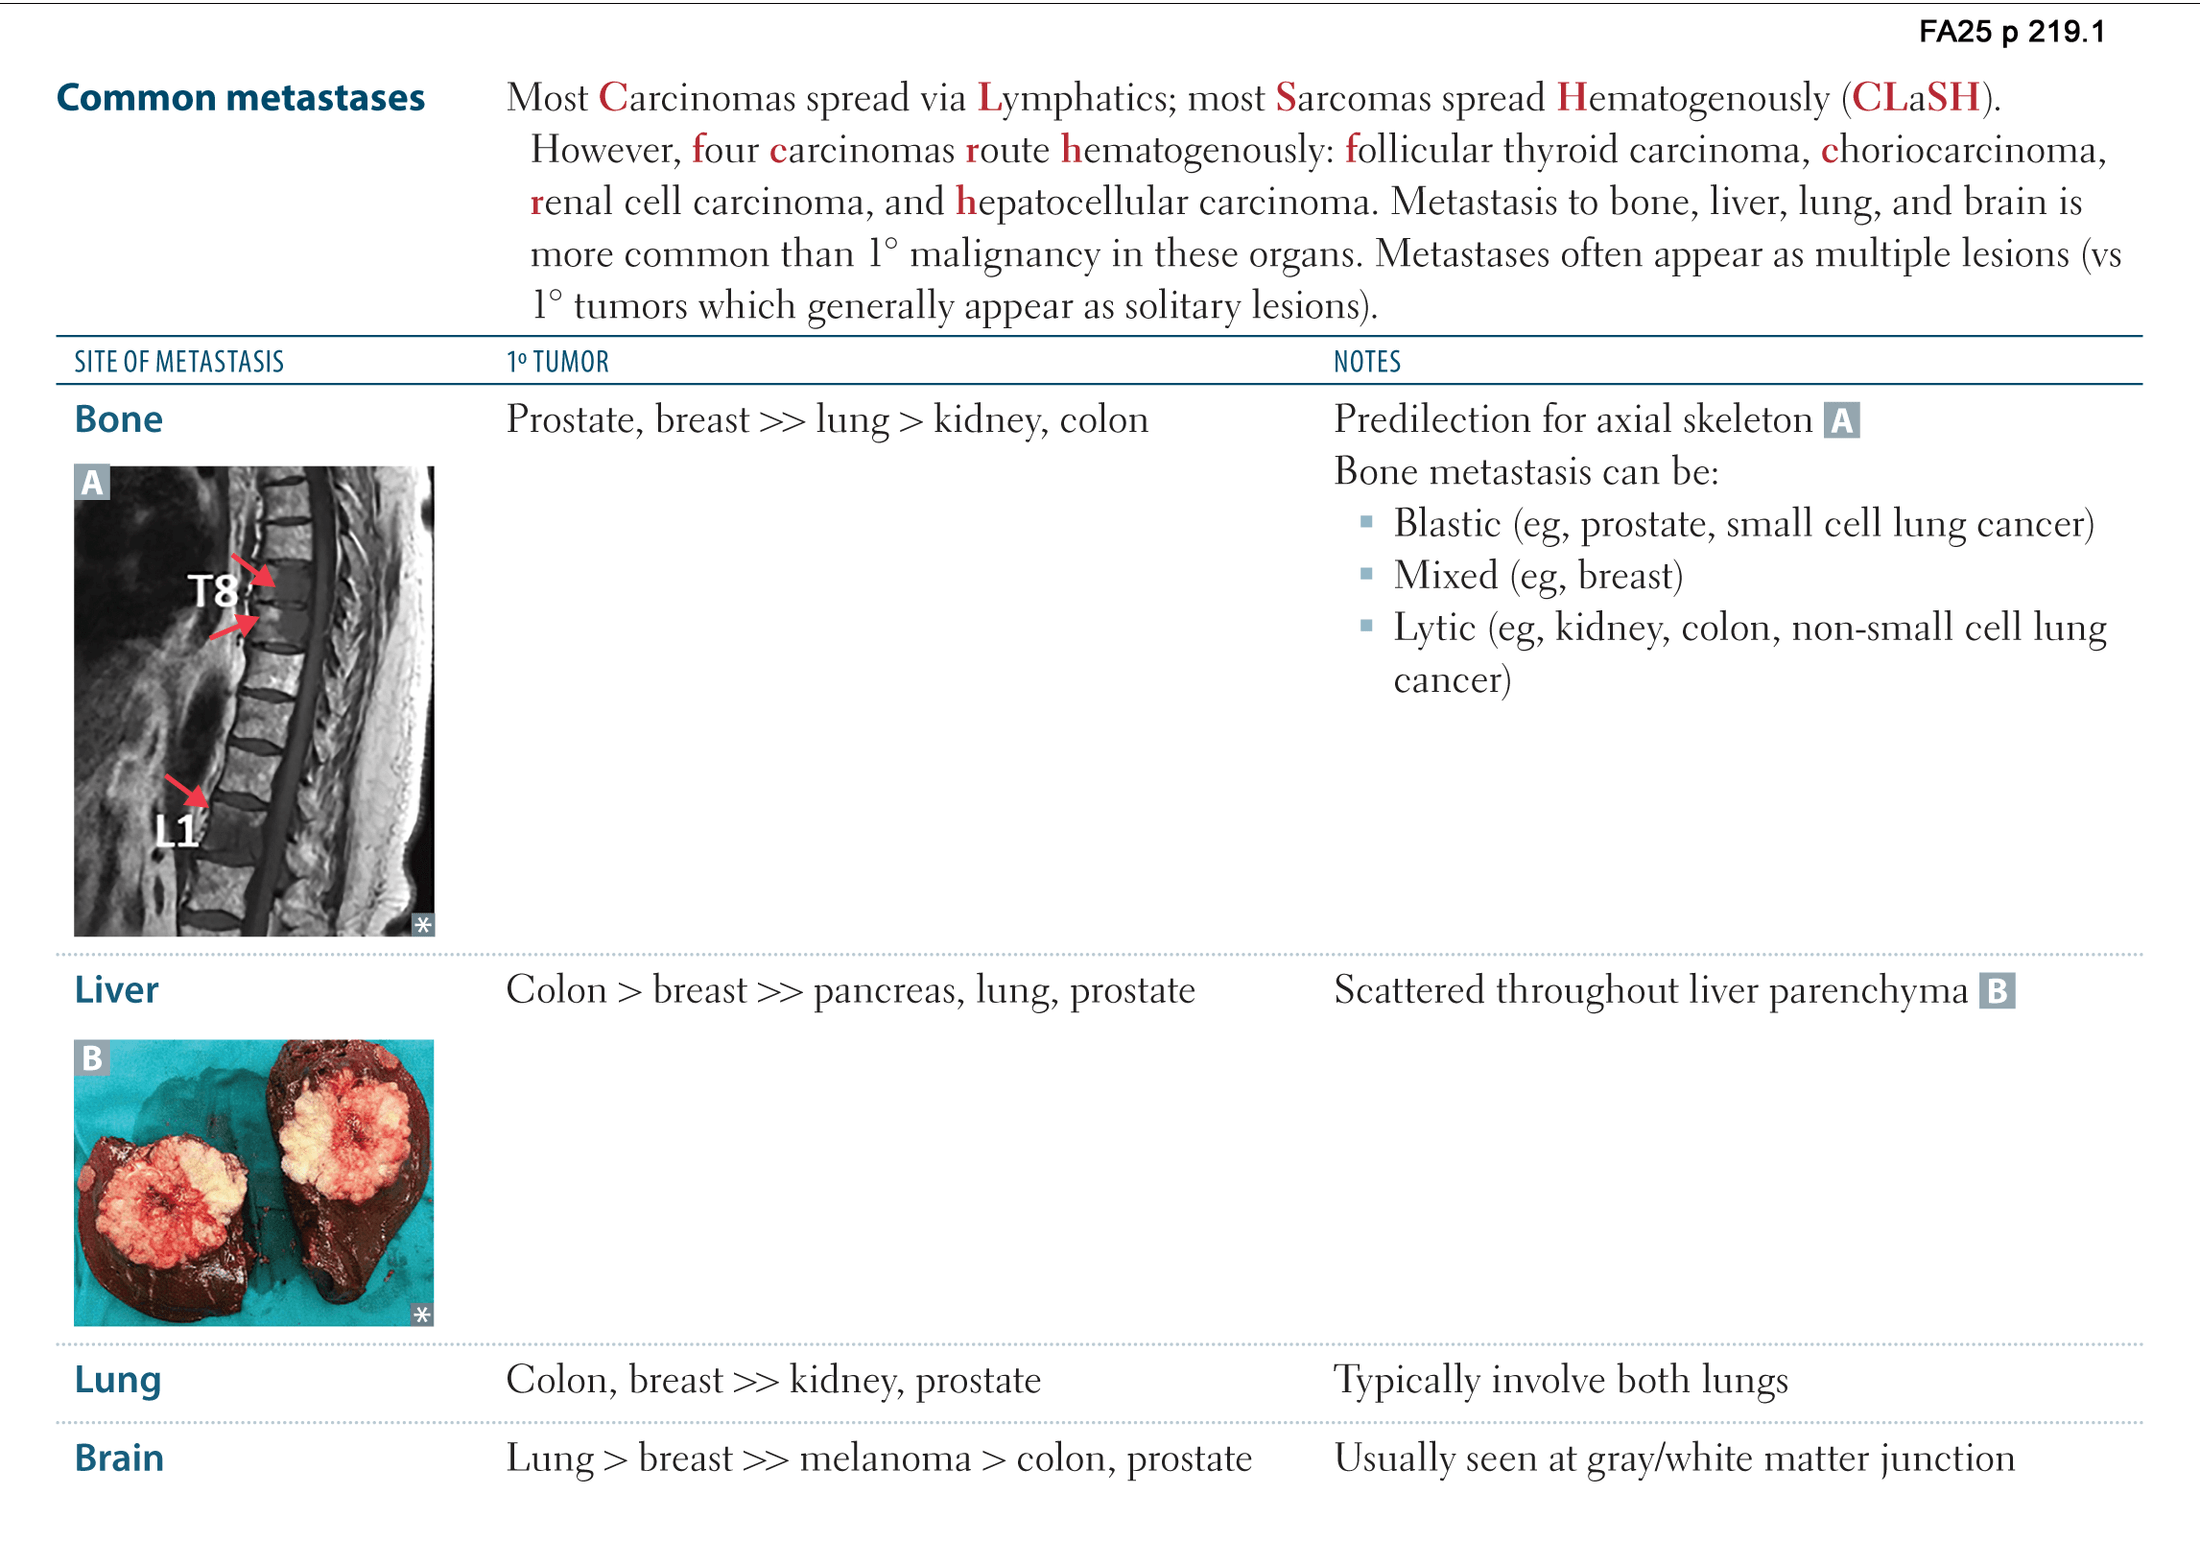 FA25 p 219.1
Common metastases
Most Carcinomas spread via Lymphatics; most Sarcomas spread Hematogenously (CLaSH).
However, four carcinomas route hematogenously: follicular thyroid carcinoma, choriocarcinoma,
renal cell carcinoma, and hepatocellular carcinoma. Metastasis to bone, liver, lung, and brain is
more common than 1° malignancy in these organs. Metastases often appear as multiple lesions (vs
1° tumors which generally appear as solitary lesions).
SITE OF METASTASIS 1º TUMOR NOTES
Bone Prostate, breast >> lung > kidney, colon Predilection for axial skeleton A
Bone metastasis can be:
▪ Blastic (eg, prostate, small cell lung cancer)
▪ Mixed (eg, breast)
▪ Lytic (eg, kidney, colon, non-small cell lung
cancer)
A
T8
L1
*
Liver Colon > breast >> pancreas, lung, prostate Scattered throughout liver parenchyma B
B
*
Lung Colon, breast >> kidney, prostate Typically involve both lungs
Brain Lung > breast >> melanoma > colon, prostate Usually seen at gray/white matter junction